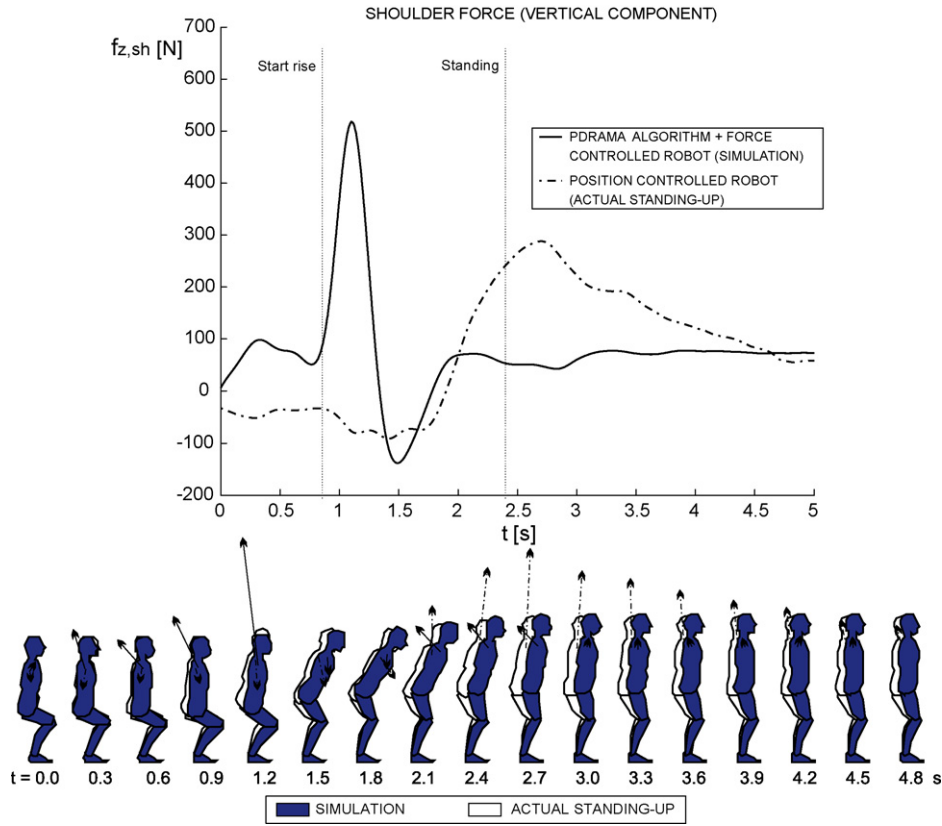 SHOULDER FORCE (VERTICAL COMPONENT)
700
fz,sh [N]
600
Start rise
Standing
500
PDRAMA ALGORITHM + FORCE
CONTROLLED ROBOT (SIMULATION)
400
POSITION CONTROLLED ROBOT
(ACTUAL STANDING-UP)
300
200
100
0
-100
-200
0 0.5 1 1.5 2 2.5 3 3.5 4 4.5 5
t [s]
t = 0.0 0.3 0.6 0.9 1.2 1.5 1.8 2.1 2.4 2.7 3.0 3.3 3.6 3.9 4.2 4.5 4.8 s
SIMULATION ACTUAL STANDING-UP